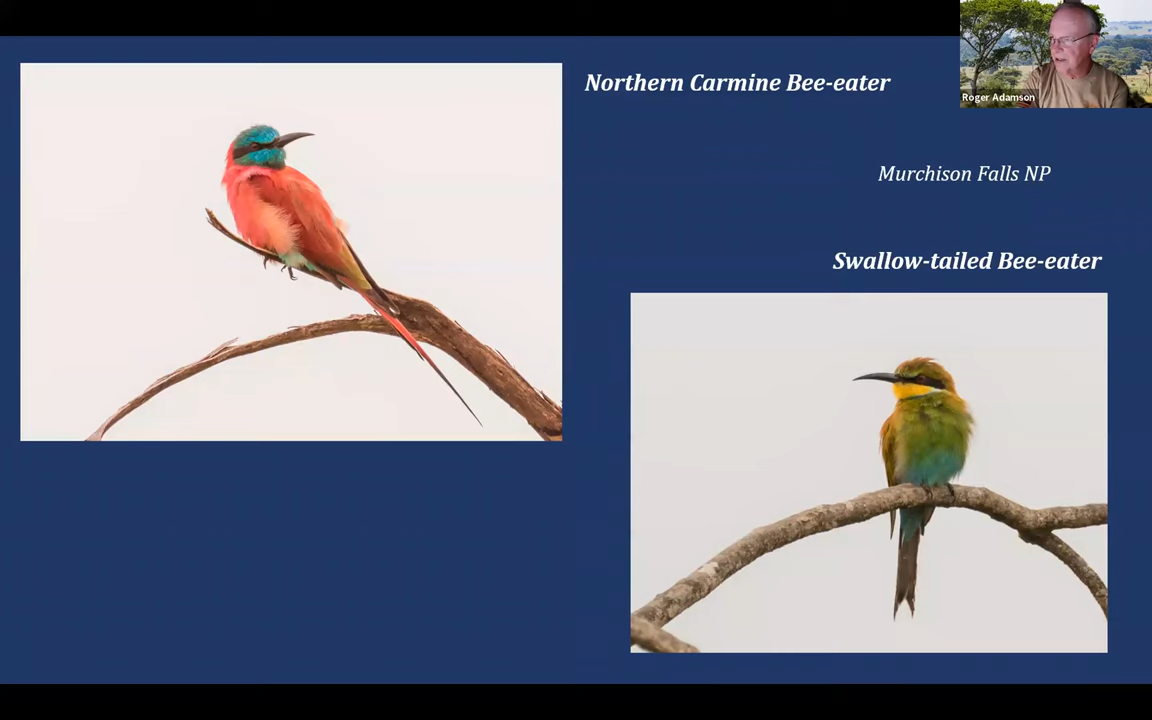 Northern Carmine Bee-eater
Roger Adamson
Murchison Falls NP
Swallow-tailed Bee-eater